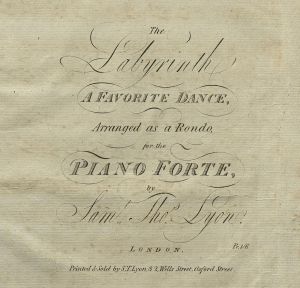 The
Labyrinth
A FAVORITE DANCE,
Arranged as a Rondo,
for the
PIANO FORTE,
by
Saml. Thos. Lyon.
LONDON. Pr. 1/6
Printed & Sold by S.T. Lyon, Wells Street, Oxford Street.